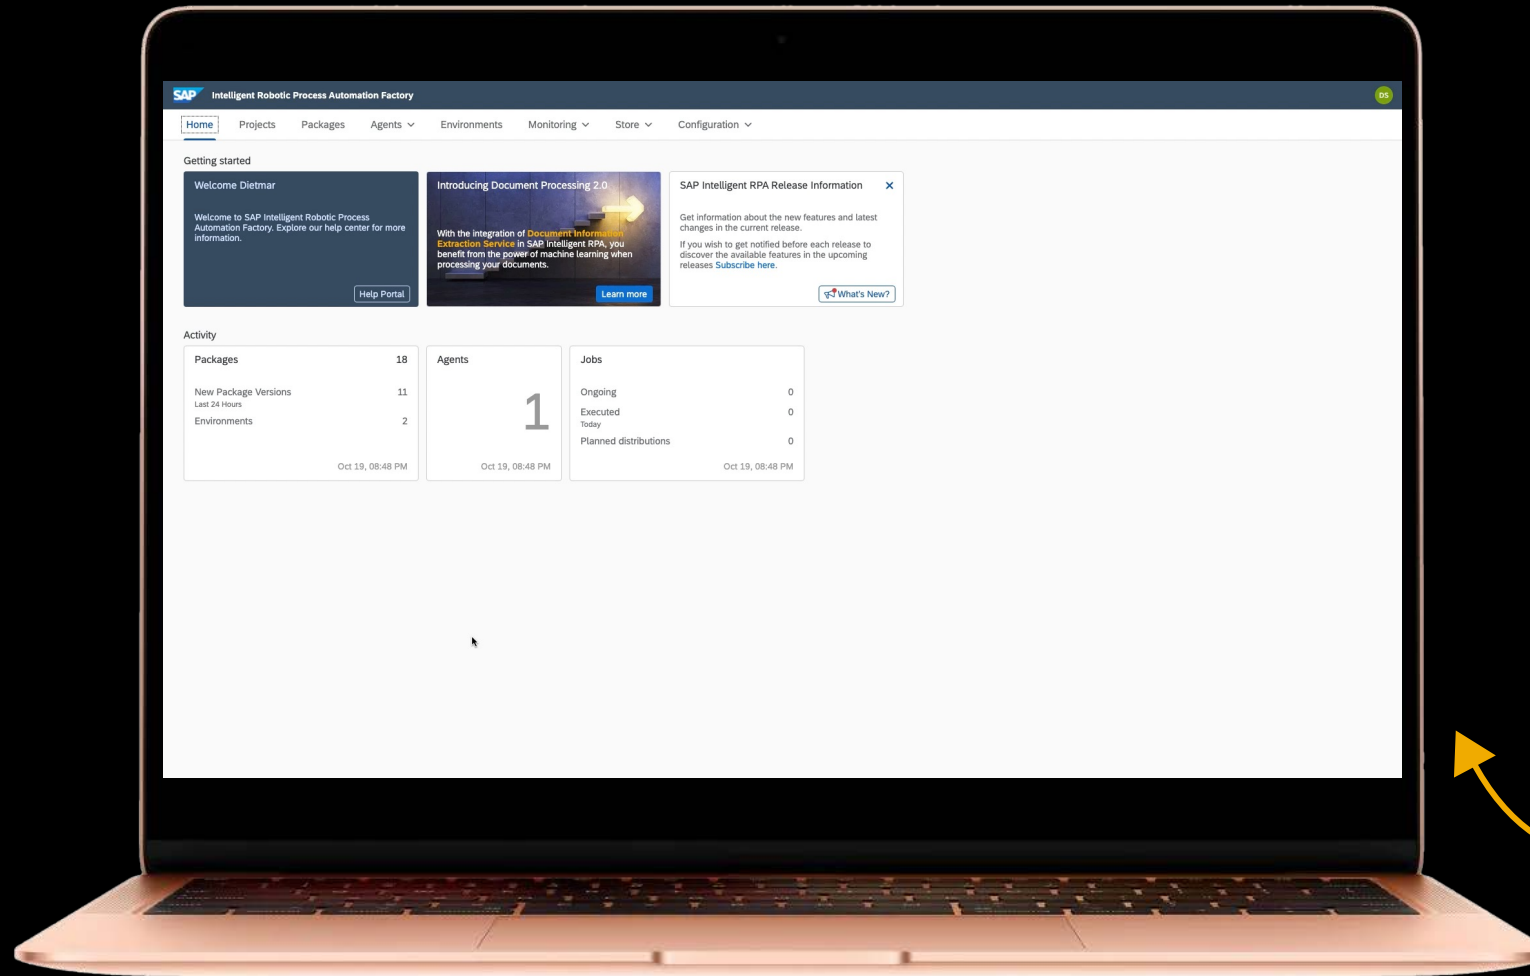 SAP Intelligent Robotic Process Automation Factory
DS
Home Projects Packages Agents Environments Monitoring Store Configuration
Getting started
Welcome Dietmar
Welcome to SAP Intelligent Robotic Process
Automation Factory. Explore our help center for more
information.
Help Portal
Introducing Document Processing 2.0
With the integration of Document Information
Extraction Service in SAP Intelligent RPA, you
benefit from the power of machine learning when
processing your documents.
Learn more
SAP Intelligent RPA Release Information
Get information about the new features and latest
changes in the current release.
If you wish to get notified before each release to
discover the available features in the upcoming
releases Subscribe here.
What's New?
Activity
Packages 18
New Package Versions 11
Last 24 Hours
Environments 2
Oct 19, 08:48 PM
Agents
1
Oct 19, 08:48 PM
Jobs
Ongoing 0
Executed 0
Today
Planned distributions 0
Oct 19, 08:48 PM